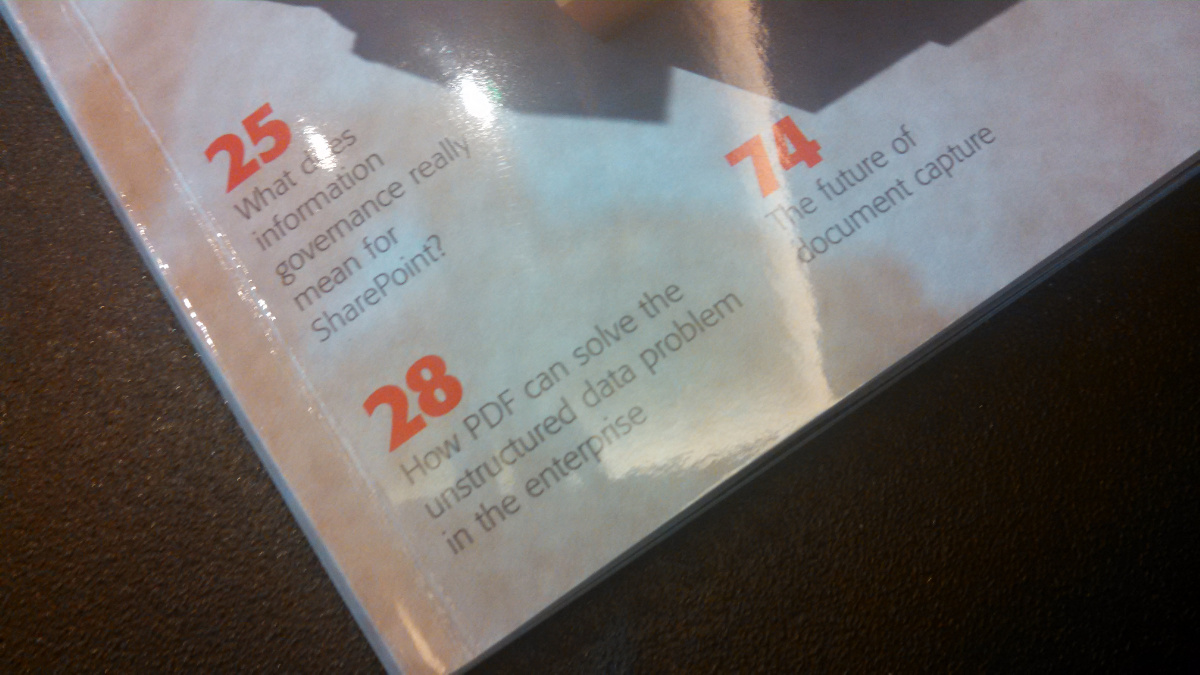 25
What does
information
governance really
mean for
SharePoint?
28
How PDF can solve the
unstructured data problem
in the enterprise
74
The future of
document capture